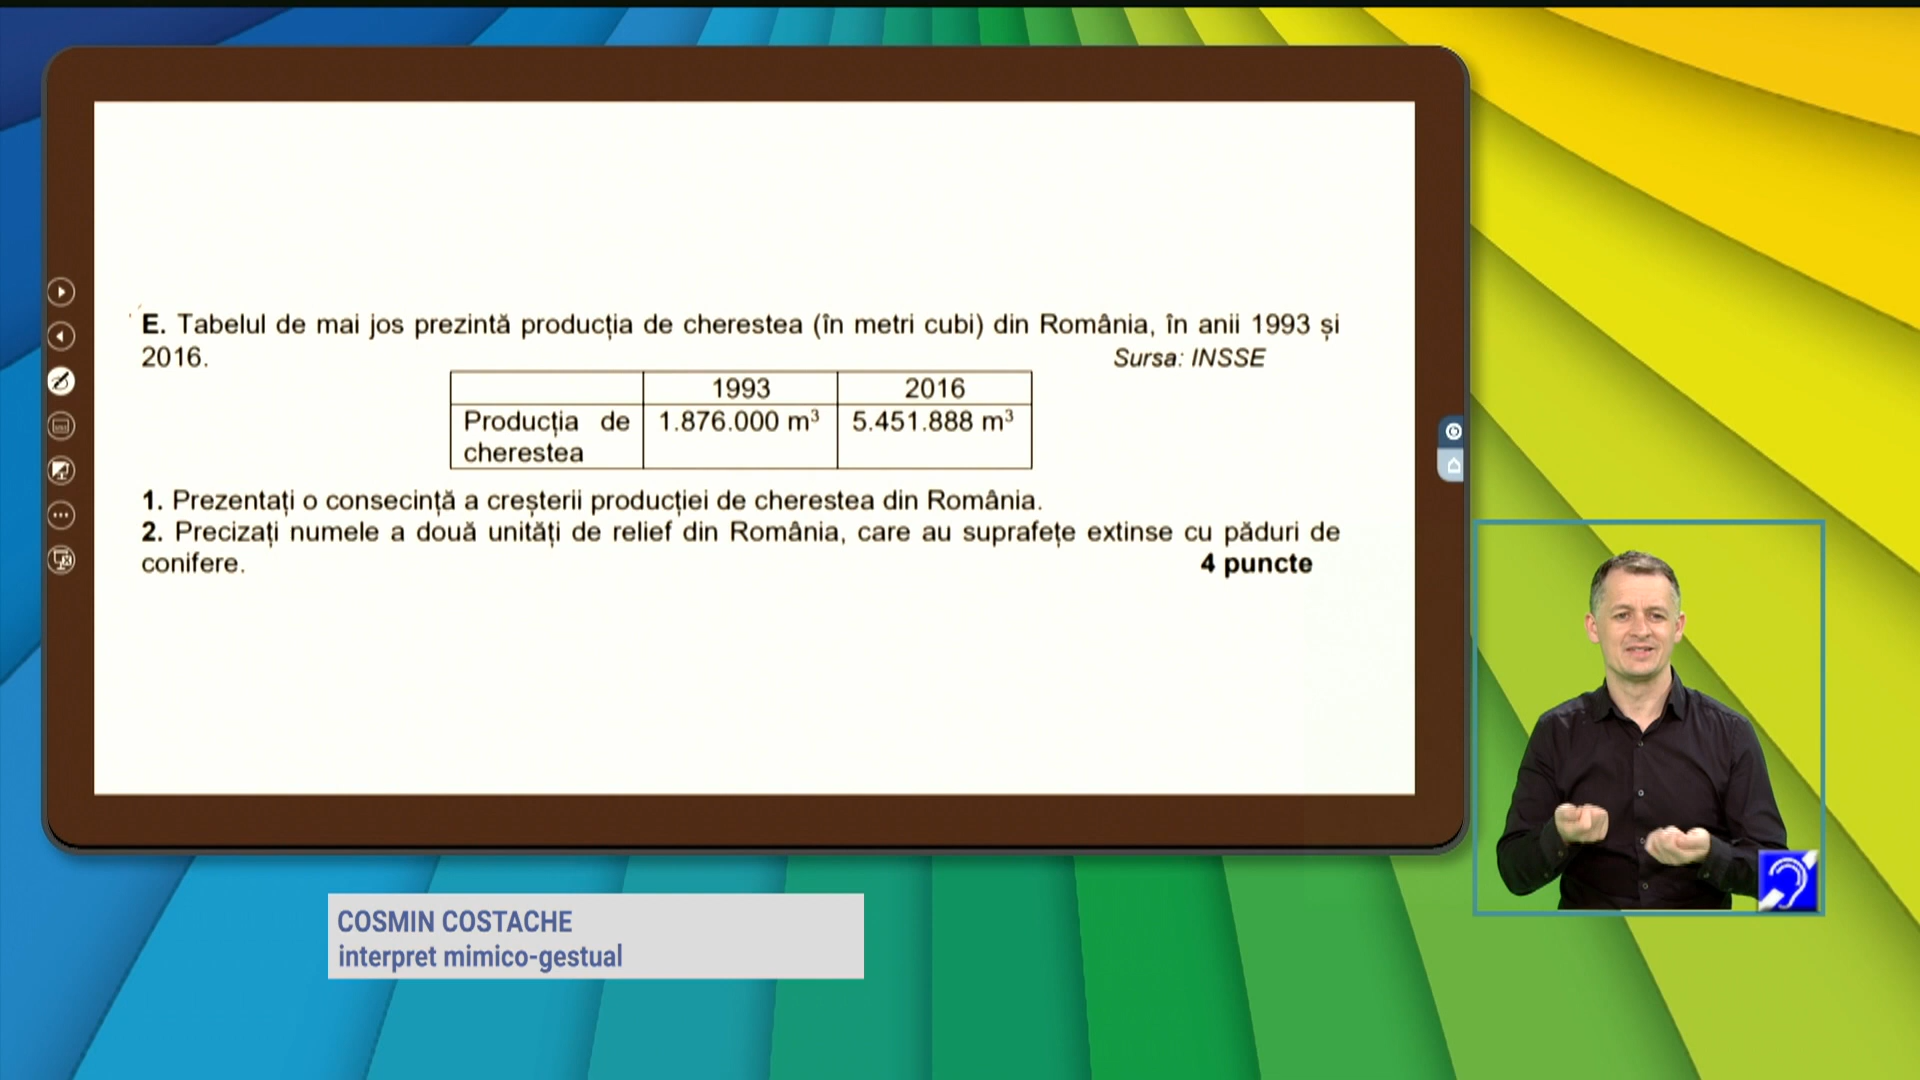 E. Tabelul de mai jos prezintă producția de cherestea (în metri cubi) din România, în anii 1993 și
2016. Sursa: INSSE
1993 2016
Producția de 1.876.000 m³ 5.451.888 m³
cherestea
1. Prezentați o consecință a creșterii producției de cherestea din România.
2. Precizați numele a două unități de relief din România, care au suprafețe extinse cu păduri de
conifere. 4 puncte
COSMIN COSTACHE
interpret mimico-gestual